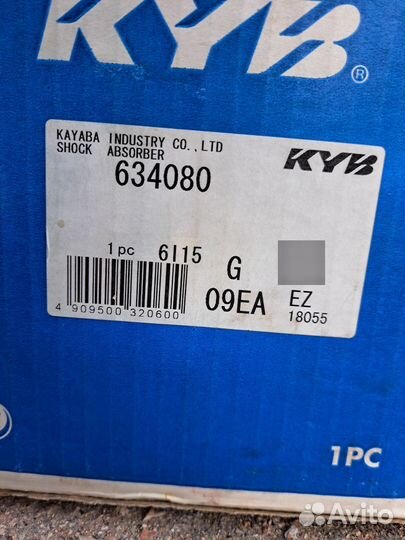 KYB®
KAYABA INDUSTRY CO.,LTD
SHOCK ABSORBER
KYB
634080
1pc 6I15 G
09EA EZ
18055
4 909500 320600
1PC
Avito